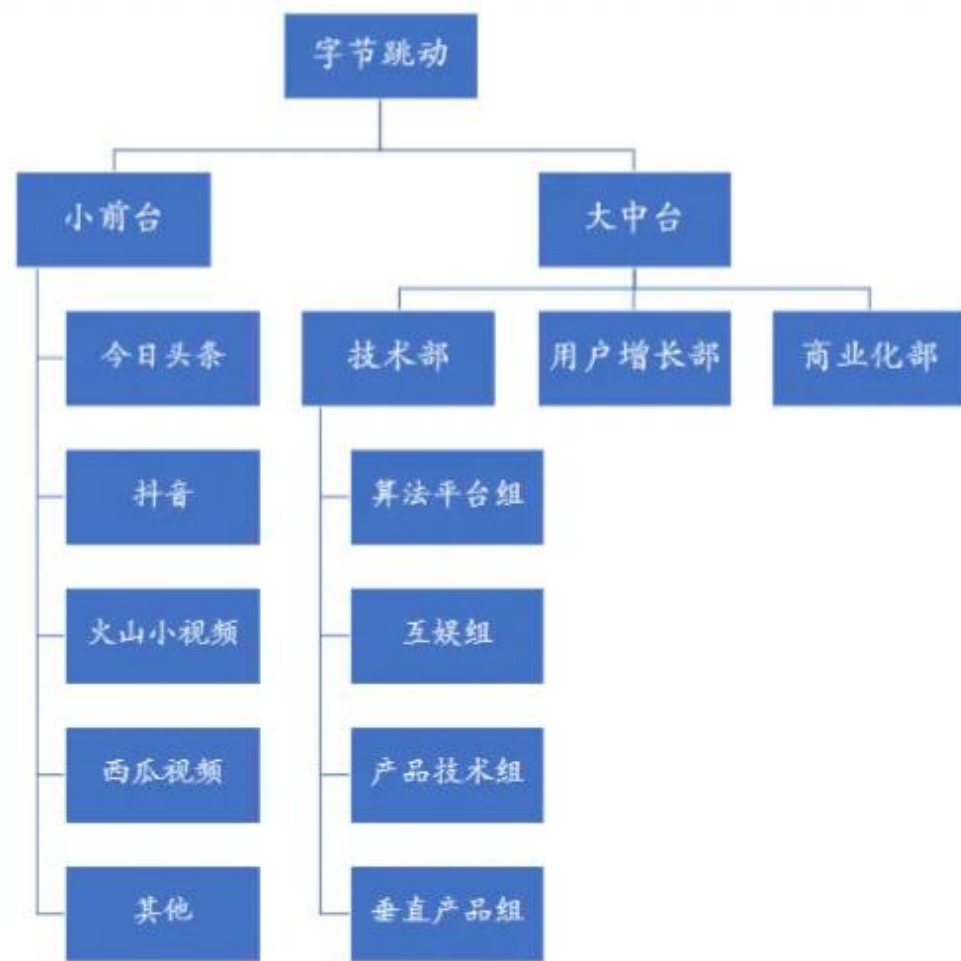 字节跳动
小前台
大中台
今日头条
技术部
用户增长部
商业化部
抖音
算法平台组
火山小视频
互娱组
西瓜视频
产品技术组
其他
垂直产品组